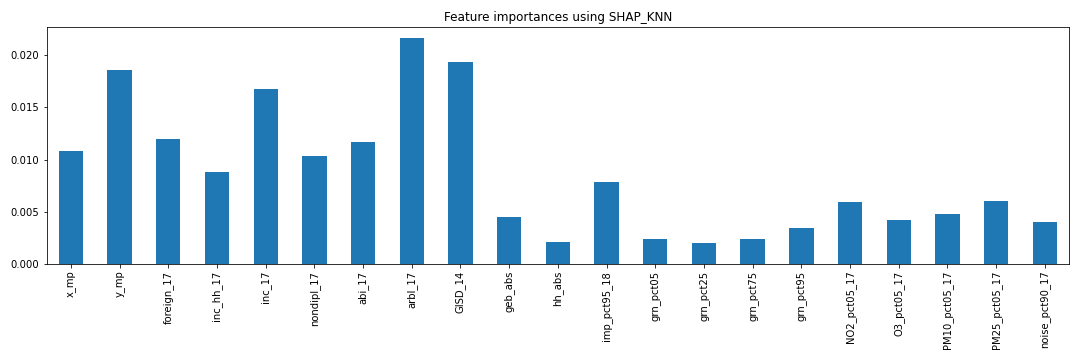 Feature importances using SHAP_KNN
0.020
0.015
0.010
0.005
0.000
x_mp
y_mp
foreign_17
inc_hh_17
inc_17
nondipl_17
abi_17
arbl_17
GISD_14
geb_abs
hh_abs
imp_pct95_18
grn_pct05
grn_pct25
grn_pct75
grn_pct95
NO2_pct05_17
O3_pct05_17
PM10_pct05_17
PM25_pct05_17
noise_pct90_17